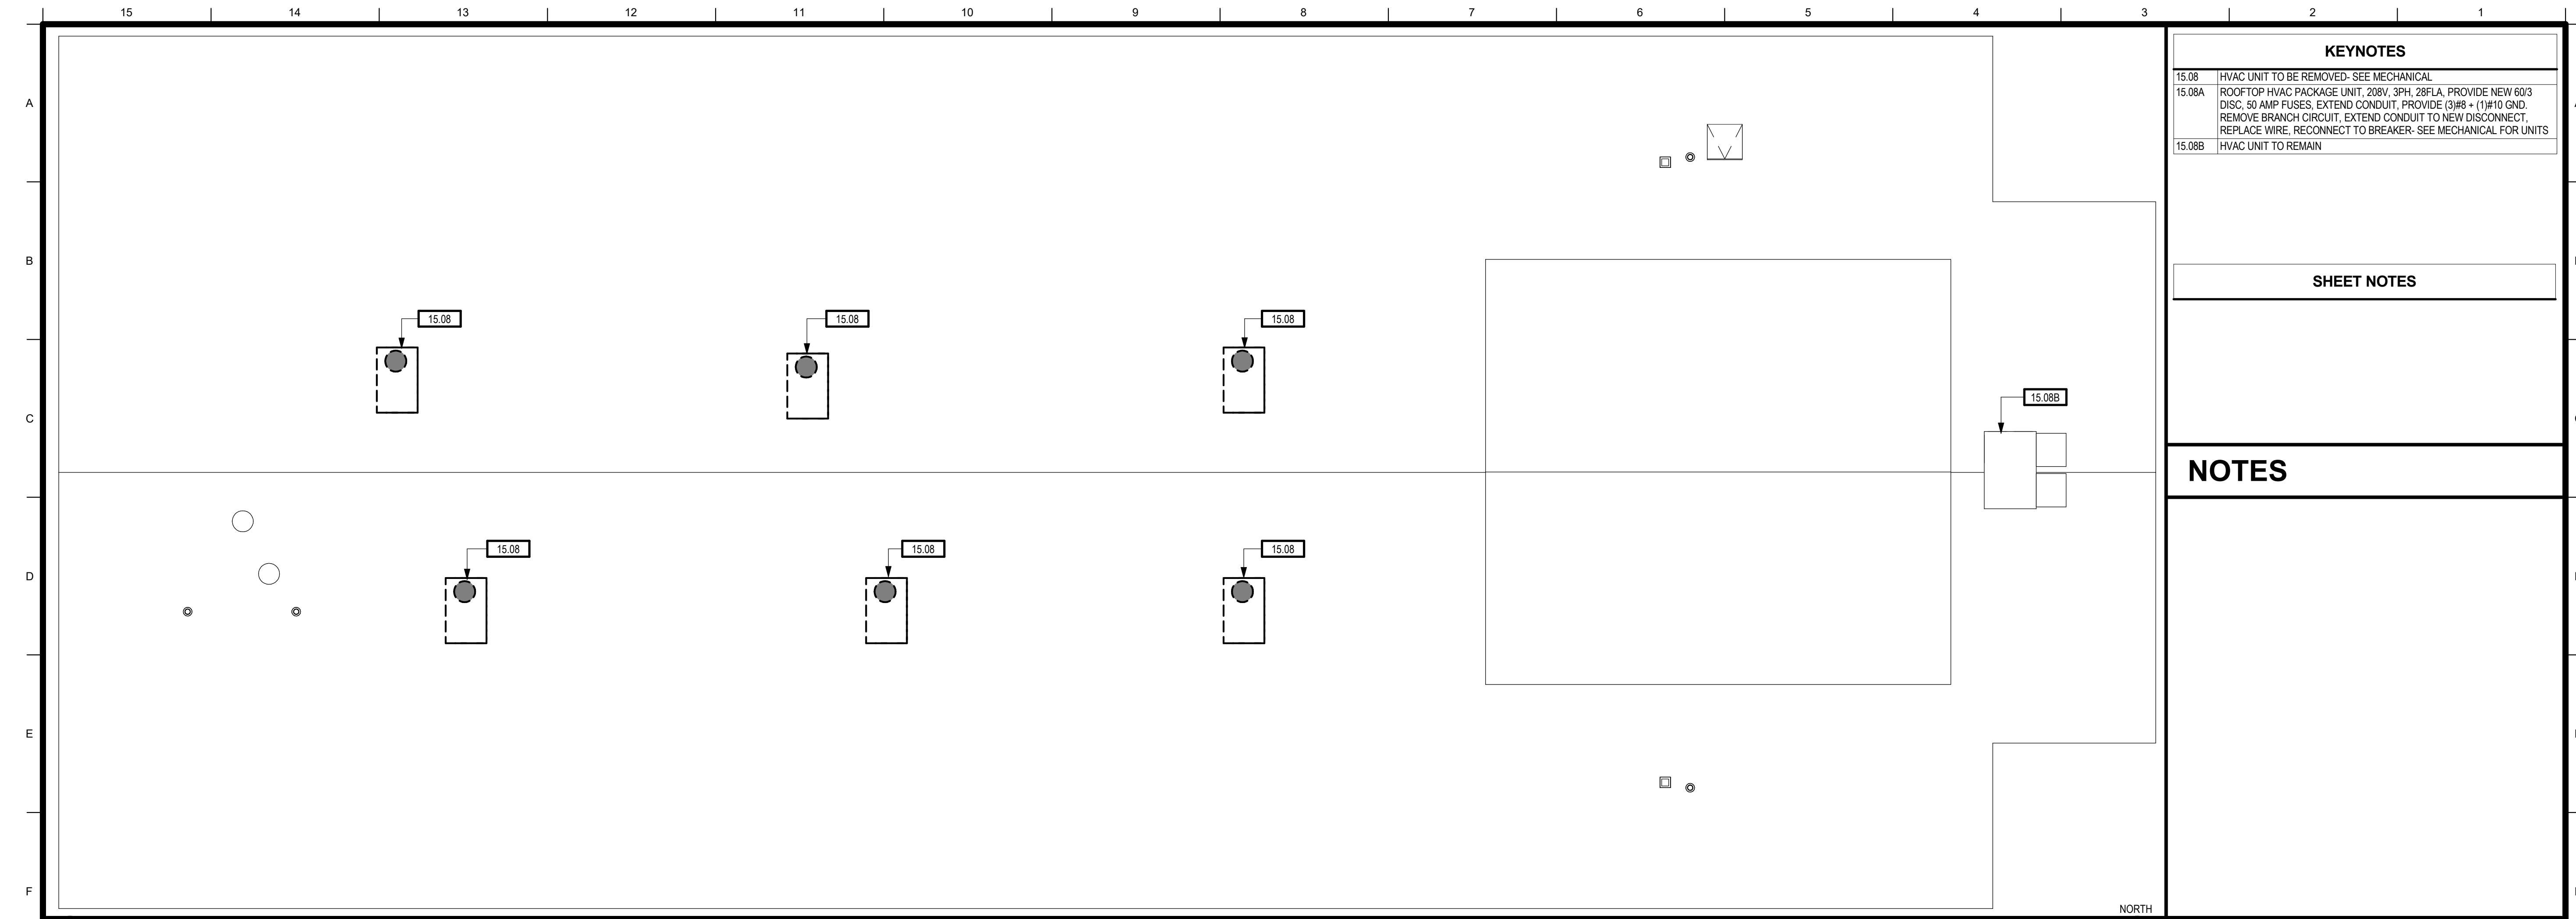 15 14 13 12 11 10 9 8 7 6 5 4 3 2 1
KEYNOTES
15.08 HVAC UNIT TO BE REMOVED- SEE MECHANICAL
15.08A ROOFTOP HVAC PACKAGE UNIT, 208V, 3PH, 28FLA, PROVIDE NEW 60/3
DISC, 50 AMP FUSES, EXTEND CONDUIT, PROVIDE (3)#8 + (1)#10 GND.
REMOVE BRANCH CIRCUIT, EXTEND CONDUIT TO NEW DISCONNECT,
REPLACE WIRE, RECONNECT TO BREAKER- SEE MECHANICAL FOR UNITS
15.08B HVAC UNIT TO REMAIN
A
B
SHEET NOTES
15.08 15.08 15.08
15.08B
C
NOTES
15.08 15.08 15.08
D
E
F
NORTH